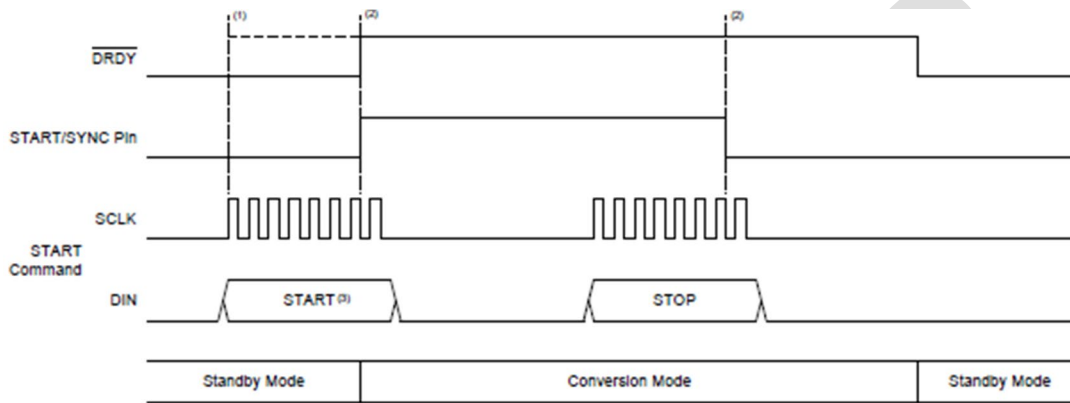 (1) (2) (2)
DRDY
START/SYNC Pin
SCLK
START
Command
DIN START(3) STOP
Standby Mode Conversion Mode Standby Mode